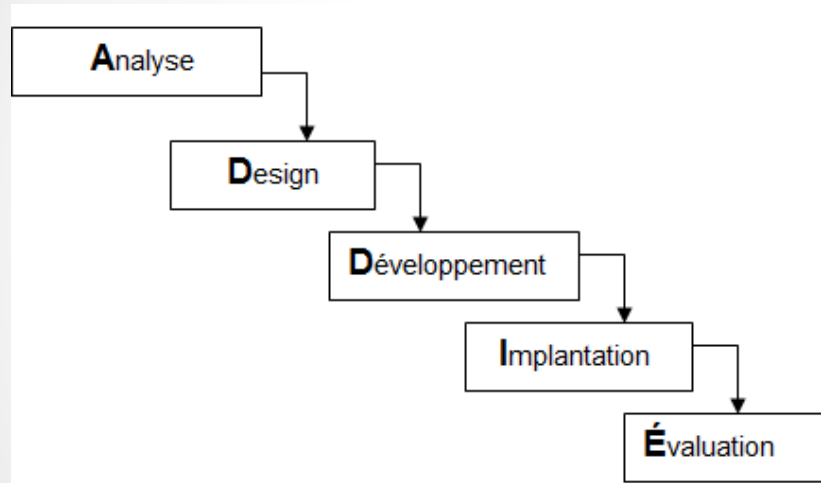 Analyse
Design
Développement
Implantation
Évaluation